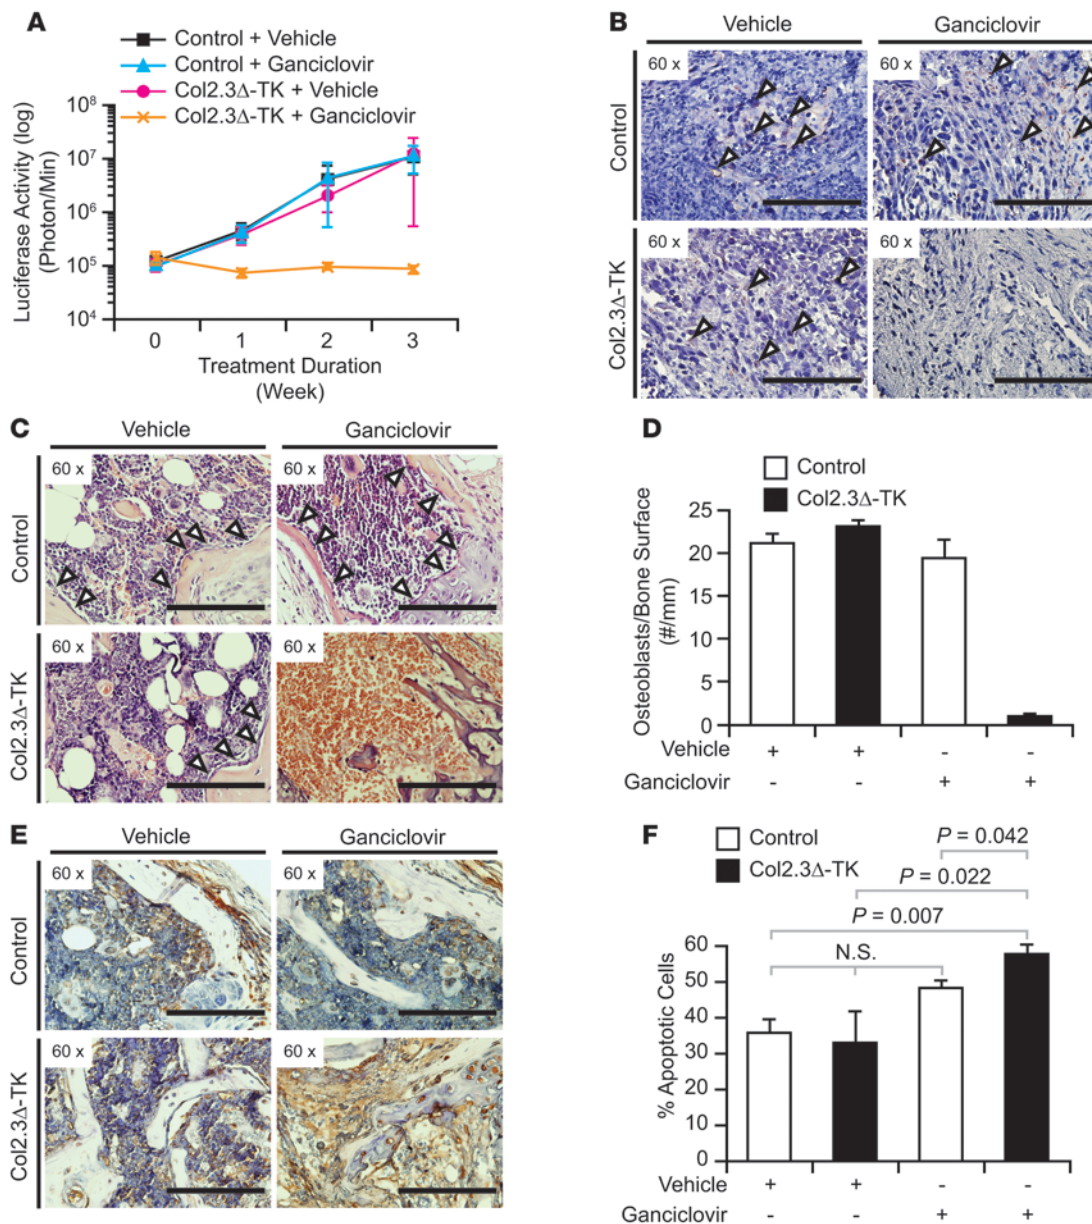 A
Control + Vehicle
Control + Ganciclovir
Col2.3Δ-TK + Vehicle
Col2.3Δ-TK + Ganciclovir
Luciferase Activity (log)
(Photon/Min)
10⁸
10⁷
10⁶
10⁵
10⁴
0 1 2 3
Treatment Duration
(Week)
B
Vehicle Ganciclovir
Control
60 x 60 x
Col2.3Δ-TK
60 x 60 x
C
Vehicle Ganciclovir
Control
60 x 60 x
Col2.3Δ-TK
60 x 60 x
D
Control
Col2.3Δ-TK
Osteoblasts/Bone Surface
(#/mm)
25
20
15
10
5
0
Vehicle + + - -
Ganciclovir - - + +
E
Vehicle Ganciclovir
Control
60 x 60 x
Col2.3Δ-TK
60 x 60 x
F
Control
Col2.3Δ-TK
P = 0.042
P = 0.022
P = 0.007
N.S.
% Apoptotic Cells
60
50
40
30
20
10
0
Vehicle + + - -
Ganciclovir - - + +